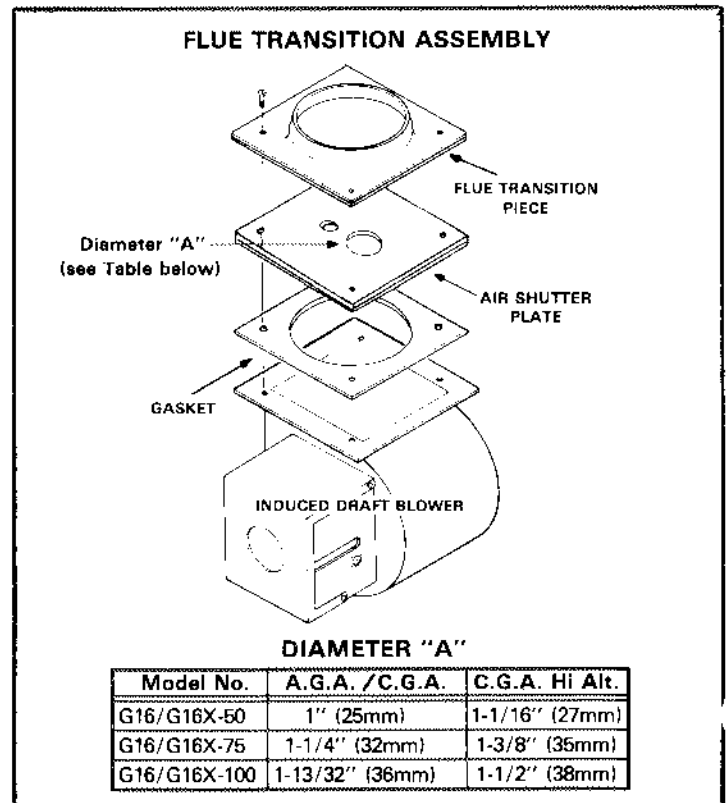 FLUE TRANSITION ASSEMBLY
FLUE TRANSITION
PIECE
Diameter "A"
(see Table below)
AIR SHUTTER
PLATE
GASKET
INDUCED DRAFT BLOWER
DIAMETER "A"
Model No. A.G.A. /C.G.A. C.G.A. Hi Alt.
G16/G16X-50 1" (25mm) 1-1/16" (27mm)
G16/G16X-75 1-1/4" (32mm) 1-3/8" (35mm)
G16/G16X-100 1-13/32" (36mm) 1-1/2" (38mm)